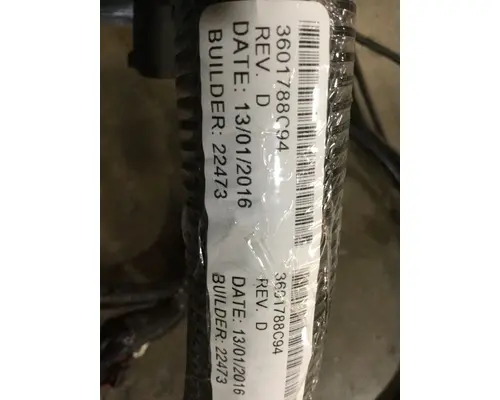 3601788C94
REV. D
DATE: 13/01/2016
BUILDER: 22473
3601788C94
REV. D
DATE: 13/01/2016
BUILDER: 22473